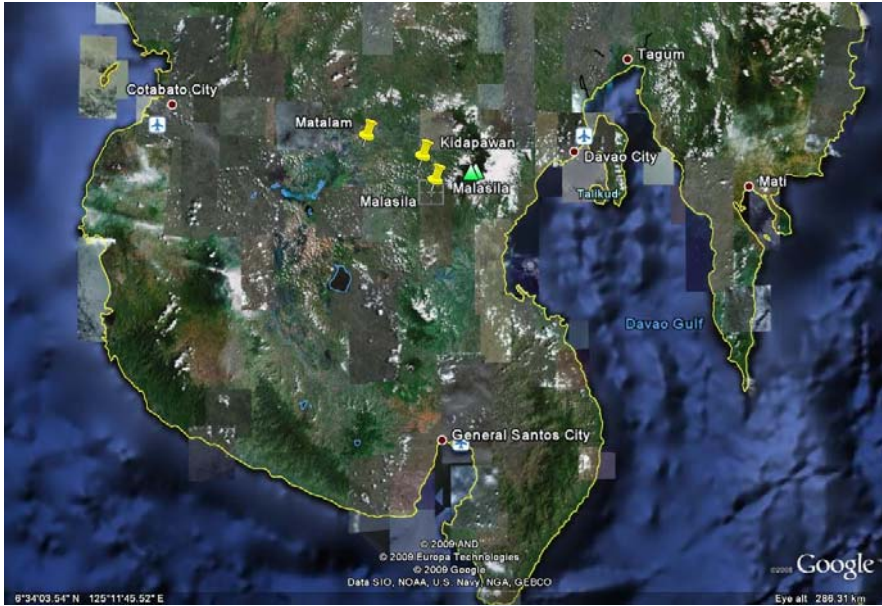 Tagum
Cotabato City
Matalam
Kidapawan
Davao City
Malasila
Mati
Malasila
Talikud
Davao Gulf
General Santos City
© 2009 AND
© 2009 Europa Technologies
© 2009 Google
Data SIO, NOAA, U.S. Navy, NGA, GEBCO
©2008 Google
6°34'03.54" N 125°11'45.52" E
Eye alt 286.31 km